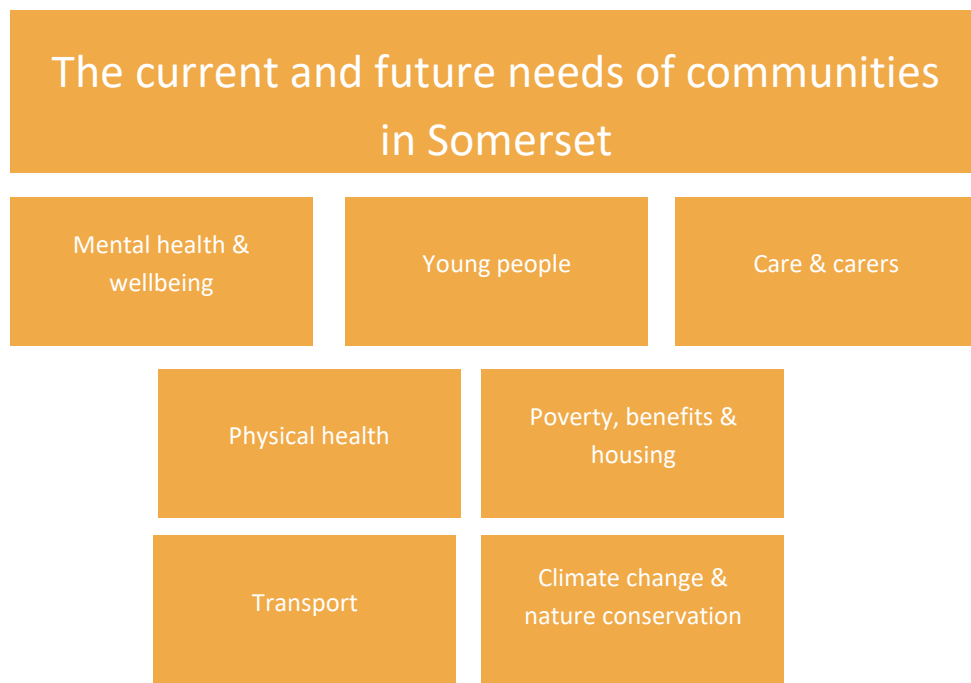 The current and future needs of communities
in Somerset
Mental health &
wellbeing
Young people
Care & carers
Physical health
Poverty, benefits &
housing
Transport
Climate change &
nature conservation